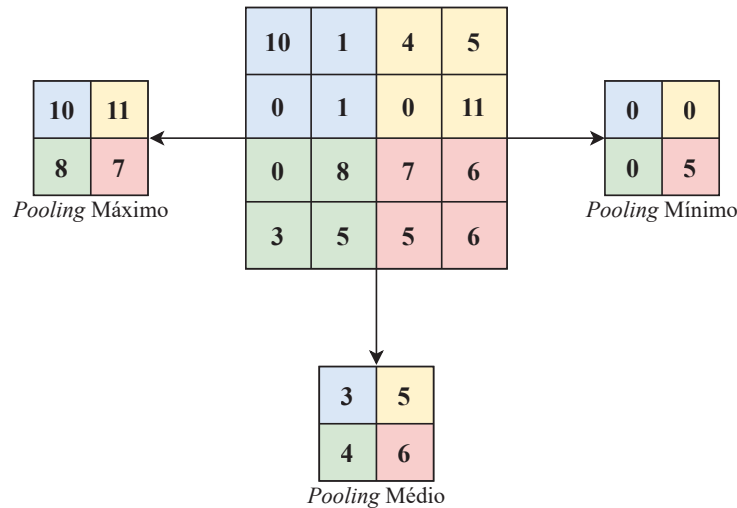 10 1 4 5
0 1 0 11
0 8 7 6
3 5 5 6
10 11
8 7
Pooling Máximo
0 0
0 5
Pooling Mínimo
3 5
4 6
Pooling Médio